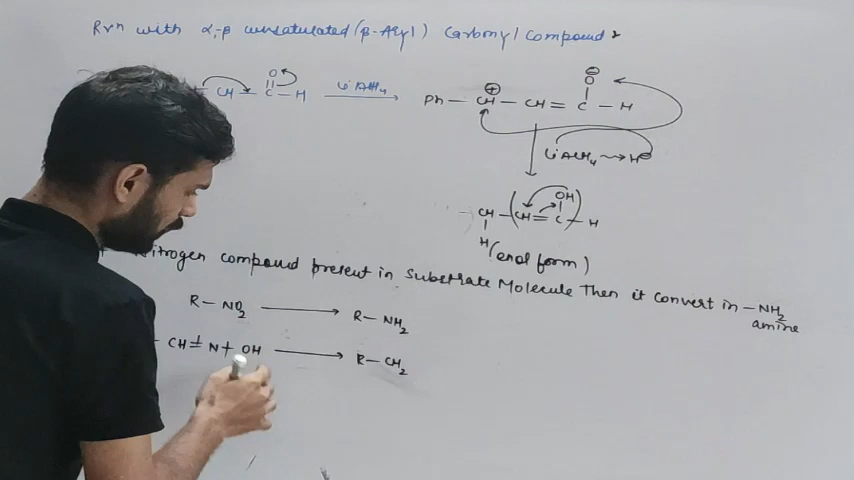 Rxn with α,-β unsaturated (β-Aryl) Carbonyl Compound:
CH — C — H LiAlH4 Ph — CH — CH = C — H
O O
⊕ ⊖
LiAlH4 H⊖
OH
CH — ( CH = C ) — H
H (enol form)
itrogen compound present in Substrate Molecule Then it Convert in —NH2
amine
R — NO2 ⟶ R — NH2
CH = N + OH ⟶ R — CH2